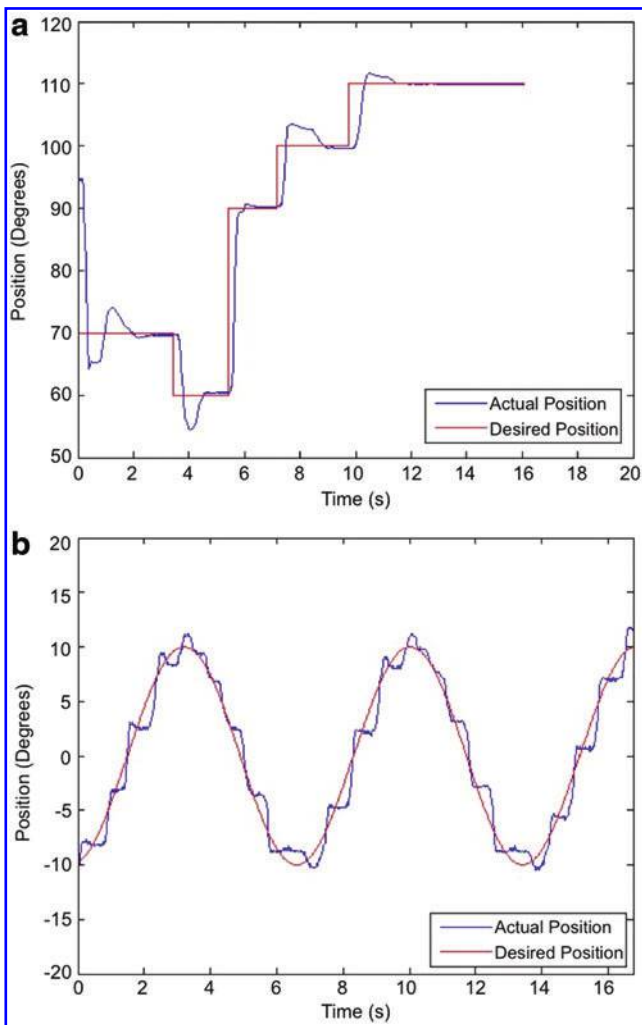 a
120
110
100
90
80
70
60
50
Position (Degrees)
Actual Position
Desired Position
0 2 4 6 8 10 12 14 16 18 20
Time (s)
b
20
15
10
5
0
-5
-10
-15
-20
Position (Degrees)
Actual Position
Desired Position
0 2 4 6 8 10 12 14 16
Time (s)